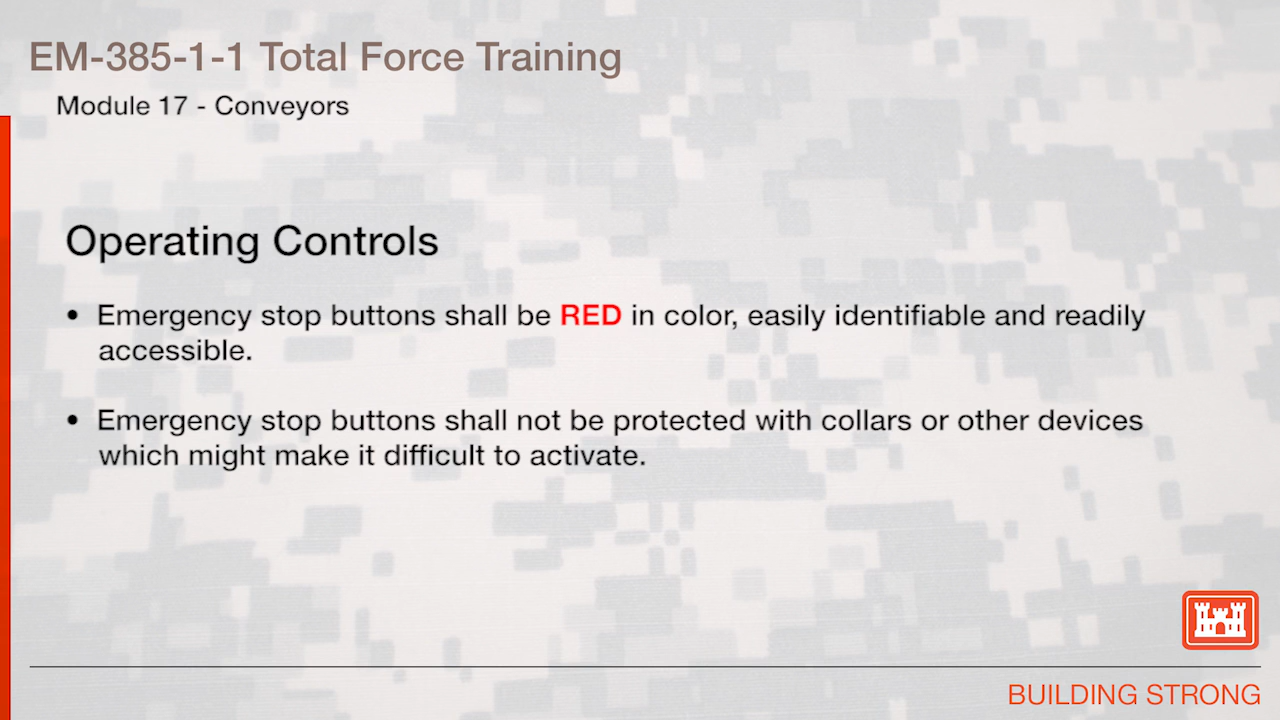 EM-385-1-1 Total Force Training
Module 17 - Conveyors
Operating Controls
• Emergency stop buttons shall be RED in color, easily identifiable and readily
accessible.
• Emergency stop buttons shall not be protected with collars or other devices
which might make it difficult to activate.
BUILDING STRONG